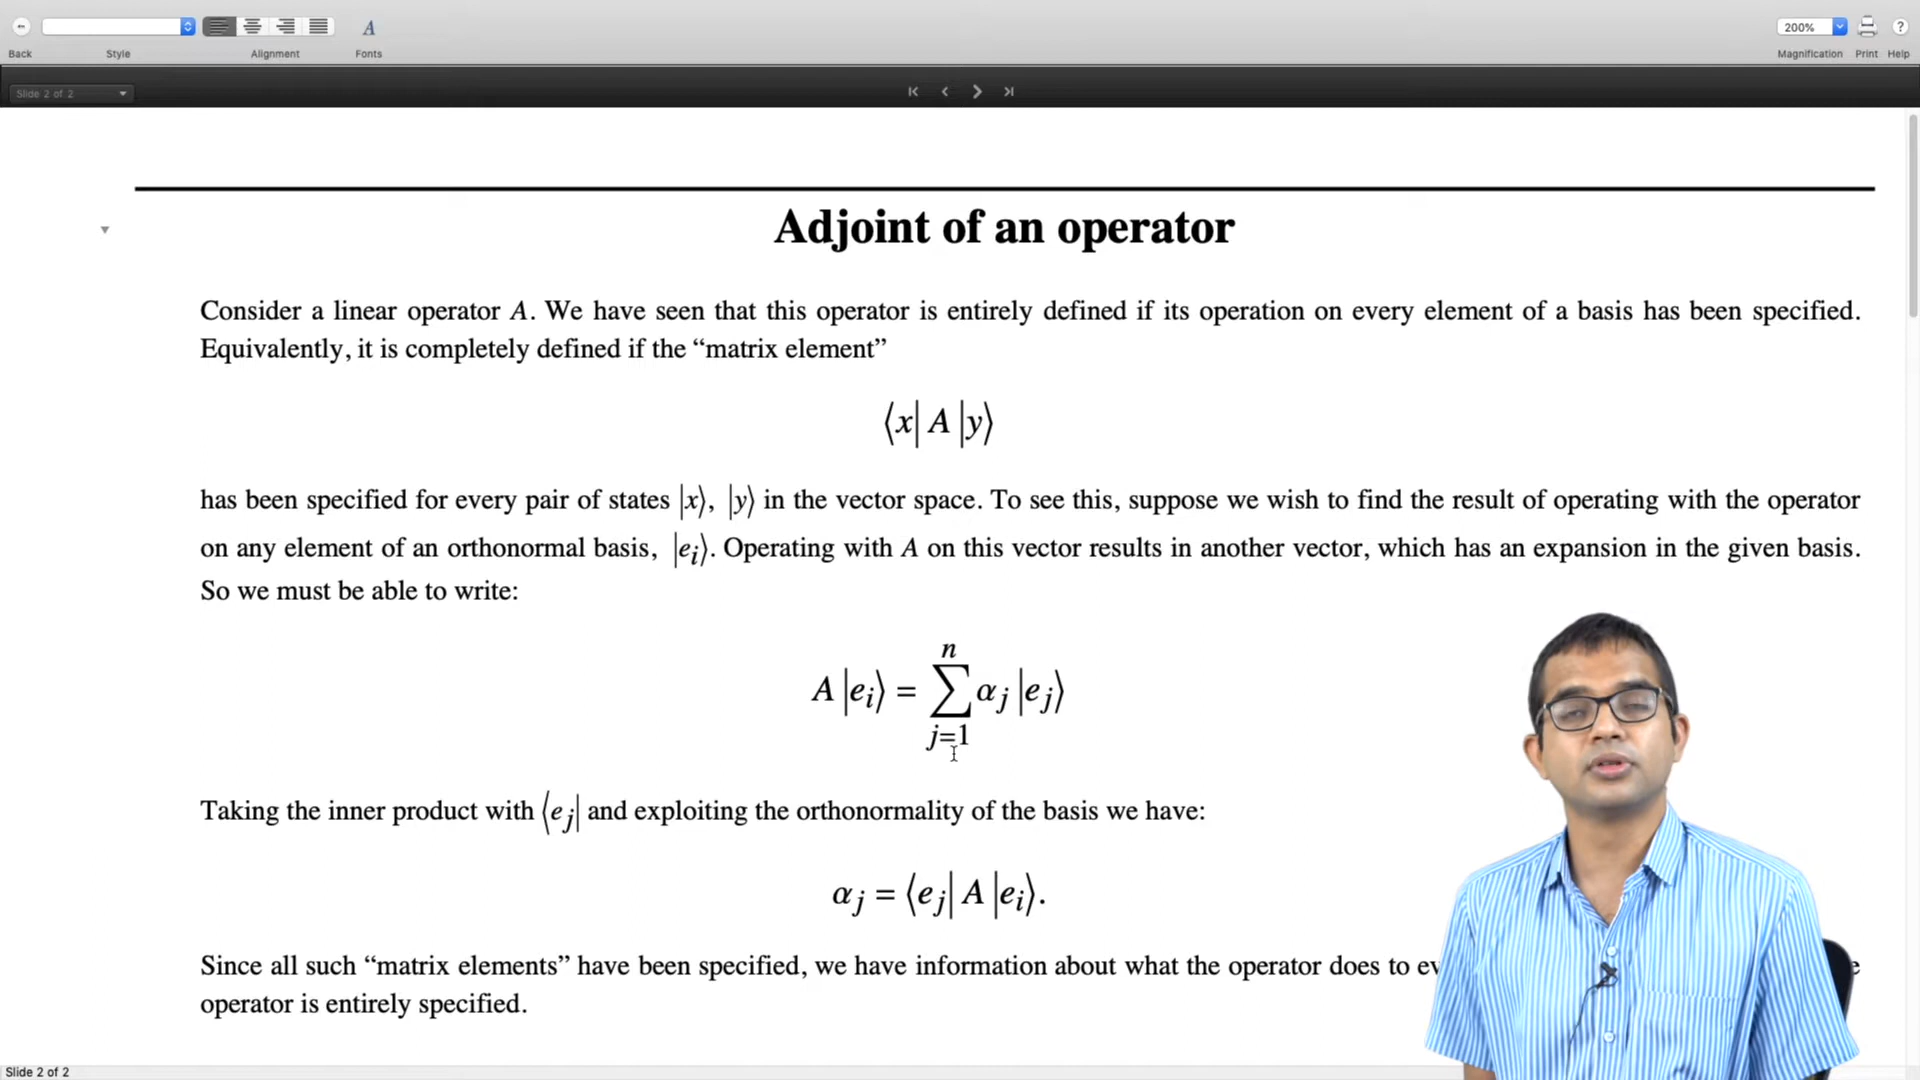 200%
Back Style Alignment Fonts Magnification Print Help
Slide 2 of 2
Adjoint of an operator
Consider a linear operator A. We have seen that this operator is entirely defined if its operation on every element of a basis has been specified.
Equivalently, it is completely defined if the “matrix element”
⟨x| A |y⟩
has been specified for every pair of states |x⟩, |y⟩ in the vector space. To see this, suppose we wish to find the result of operating with the operator
on any element of an orthonormal basis, |e_i⟩. Operating with A on this vector results in another vector, which has an expansion in the given basis.
So we must be able to write:
A |e_i⟩ = ∑_{j=1}^{n} α_j |e_j⟩
Taking the inner product with ⟨e_j| and exploiting the orthonormality of the basis we have:
α_j = ⟨e_j| A |e_i⟩.
Since all such “matrix elements” have been specified, we have information about what the operator does to
operator is entirely specified.
Slide 2 of 2